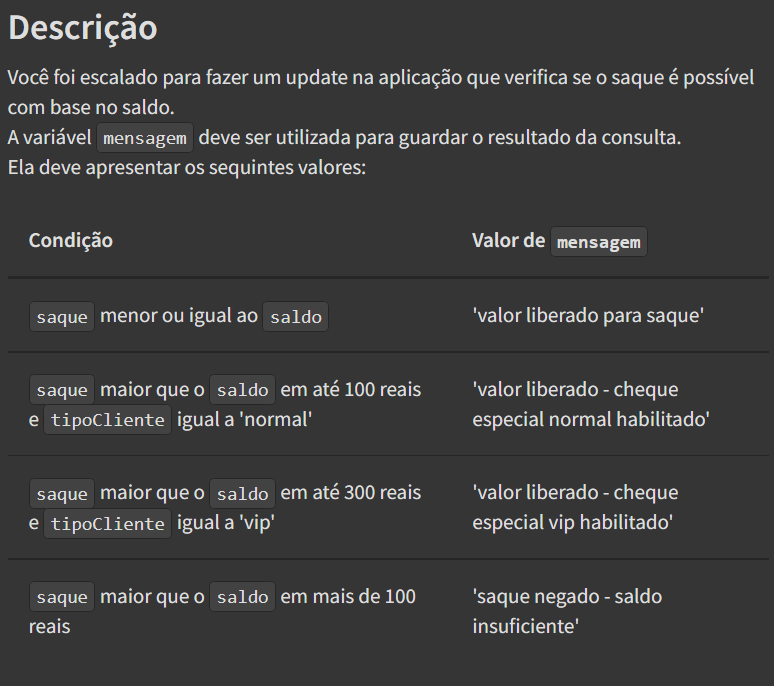 Descrição
Você foi escalado para fazer um update na aplicação que verifica se o saque é possível
com base no saldo.
A variável mensagem deve ser utilizada para guardar o resultado da consulta.
Ela deve apresentar os sequintes valores:
Condição Valor de mensagem
saque menor ou igual ao saldo 'valor liberado para saque'
saque maior que o saldo em até 100 reais 'valor liberado - cheque
e tipoCliente igual a 'normal' especial normal habilitado'
saque maior que o saldo em até 300 reais 'valor liberado - cheque
e tipoCliente igual a 'vip' especial vip habilitado'
saque maior que o saldo em mais de 100 'saque negado - saldo
reais insuficiente'